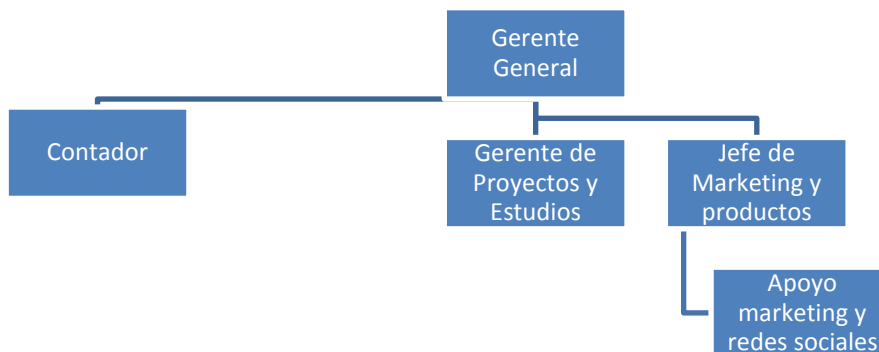 Gerente
General
Contador
Gerente de
Proyectos y
Estudios
Jefe de
Marketing y
productos
Apoyo
marketing y
redes sociales